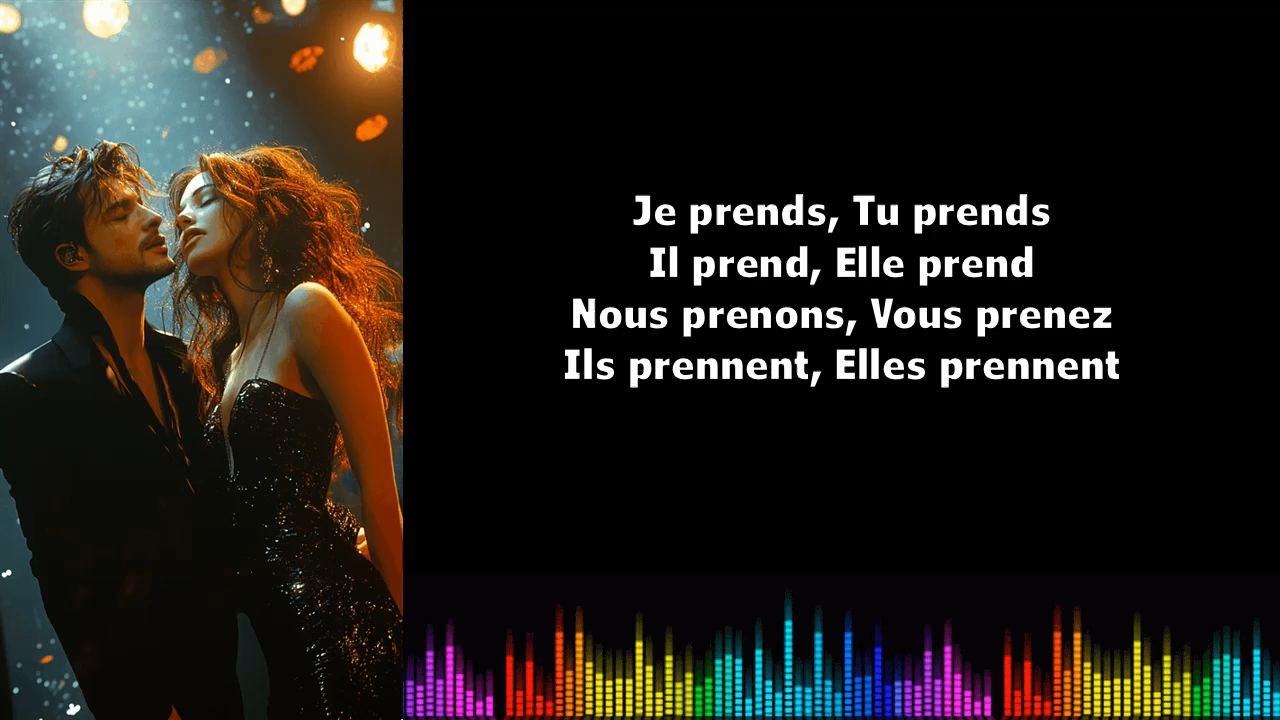 Je prends, Tu prends
Il prend, Elle prend
Nous prenons, Vous prenez
Ils prennent, Elles prennent